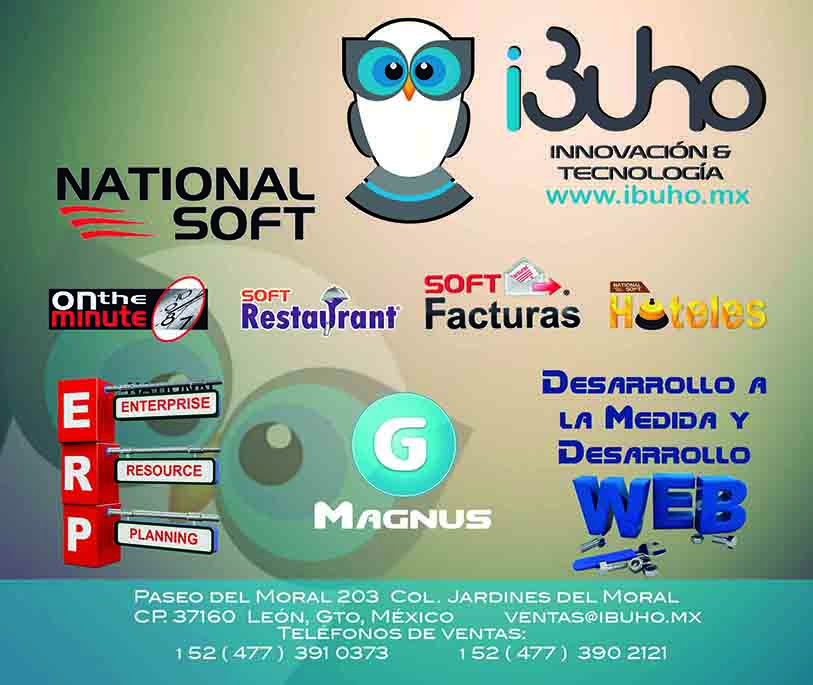 iBuho
INNOVACIÓN &
TECNOLOGÍA
www.ibuho.mx
NATIONAL
SOFT
on the
minute
SOFT
Restaurant®
SOFT
Facturas
NATIONAL
SOFT
Hoteles
E ENTERPRISE
R RESOURCE
P PLANNING
G
MAGNUS
DESARROLLO A
LA MEDIDA Y
DESARROLLO
WEB
PASEO DEL MORAL 203 COL. JARDINES DEL MORAL
CP. 37160 LEÓN, GTO, MÉXICO VENTAS@IBUHO.MX
TELÉFONOS DE VENTAS:
1 52 ( 477 ) 391 0373 1 52 ( 477 ) 390 2121